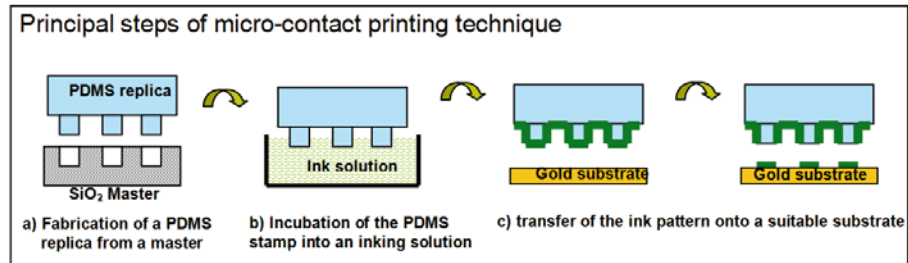 Principal steps of micro-contact printing technique
PDMS replica
SiO₂ Master
Ink solution
Gold substrate
Gold substrate
a) Fabrication of a PDMS
replica from a master
b) Incubation of the PDMS
stamp into an inking solution
c) transfer of the ink pattern onto a suitable substrate